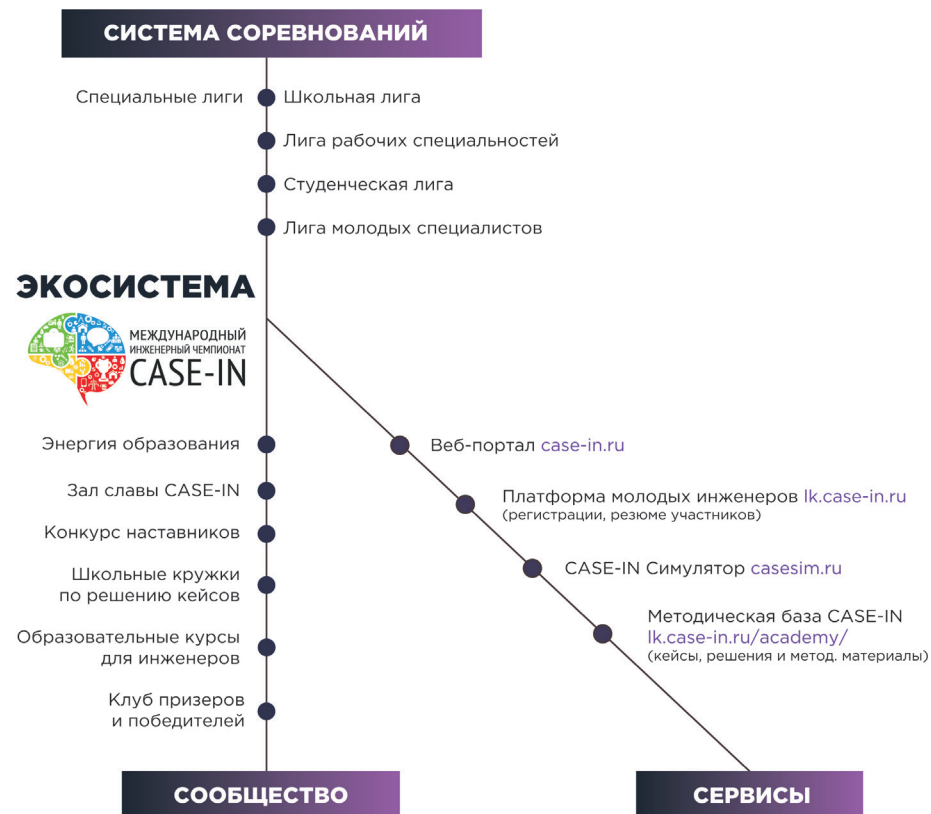 СИСТЕМА СОРЕВНОВАНИЙ
Специальные лиги
Школьная лига
Лига рабочих специальностей
Студенческая лига
Лига молодых специалистов
ЭКОСИСТЕМА
МЕЖДУНАРОДНЫЙ
ИНЖЕНЕРНЫЙ ЧЕМПИОНАТ
CASE-IN
Энергия образования
Зал славы CASE-IN
Конкурс наставников
Школьные кружки
по решению кейсов
Образовательные курсы
для инженеров
Клуб призеров
и победителей
Веб-портал case-in.ru
Платформа молодых инженеров lk.case-in.ru
(регистрации, резюме участников)
CASE-IN Симулятор casesim.ru
Методическая база CASE-IN
lk.case-in.ru/academy/
(кейсы, решения и метод. материалы)
СООБЩЕСТВО
СЕРВИСЫ